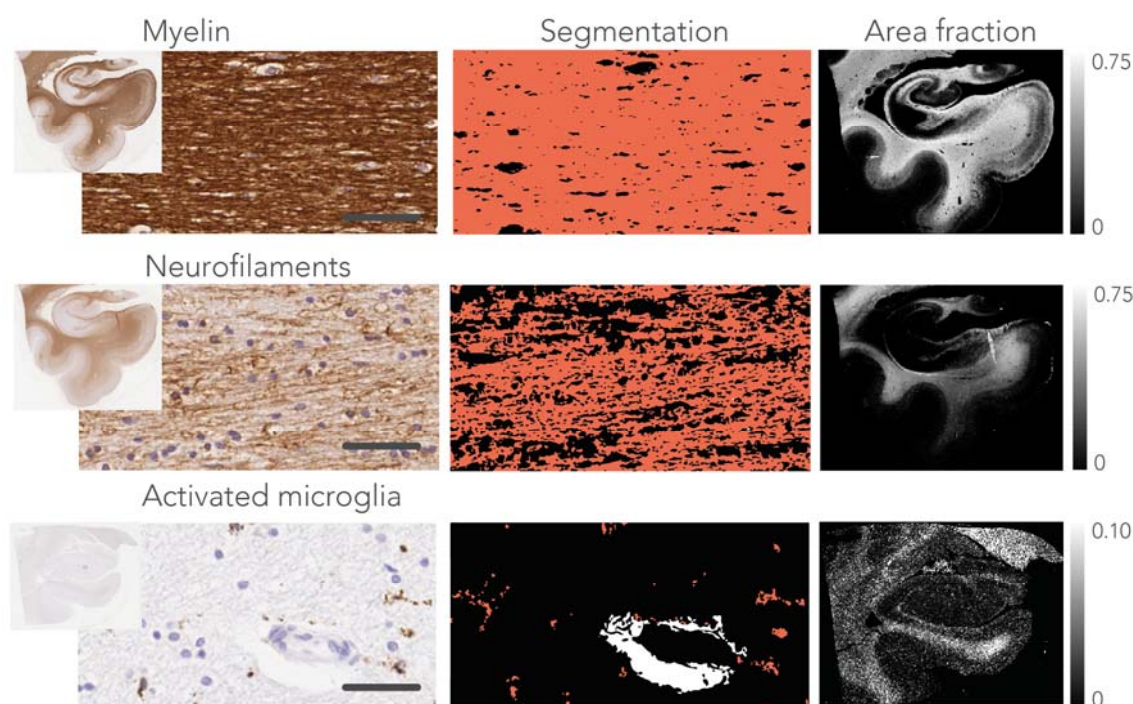 Myelin
Segmentation
Area fraction
0.75
0
Neurofilaments
0.75
0
Activated microglia
0.10
0